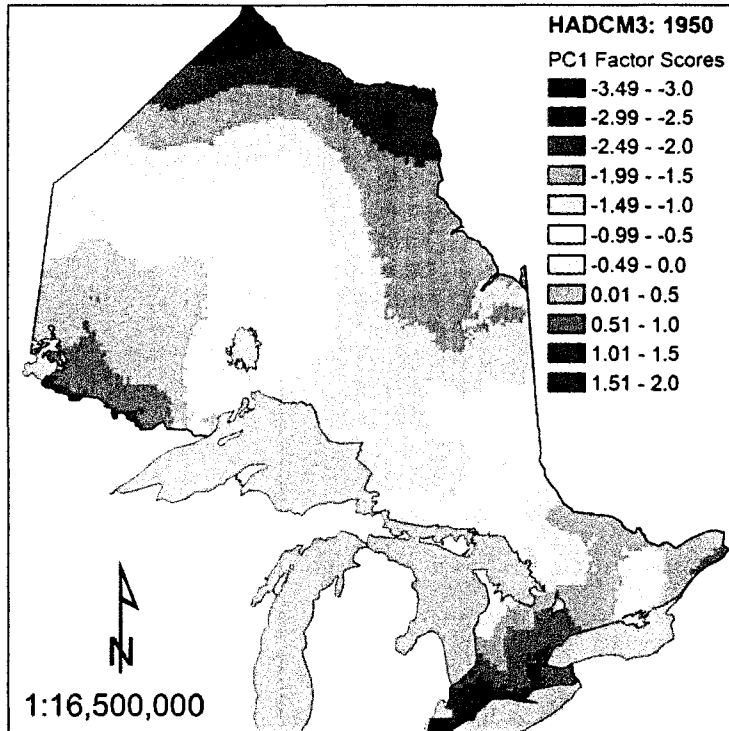 HADCM3: 1950
PC1 Factor Scores
-3.49 - -3.0
-2.99 - -2.5
-2.49 - -2.0
-1.99 - -1.5
-1.49 - -1.0
-0.99 - -0.5
-0.49 - 0.0
0.01 - 0.5
0.51 - 1.0
1.01 - 1.5
1.51 - 2.0
N
1:16,500,000